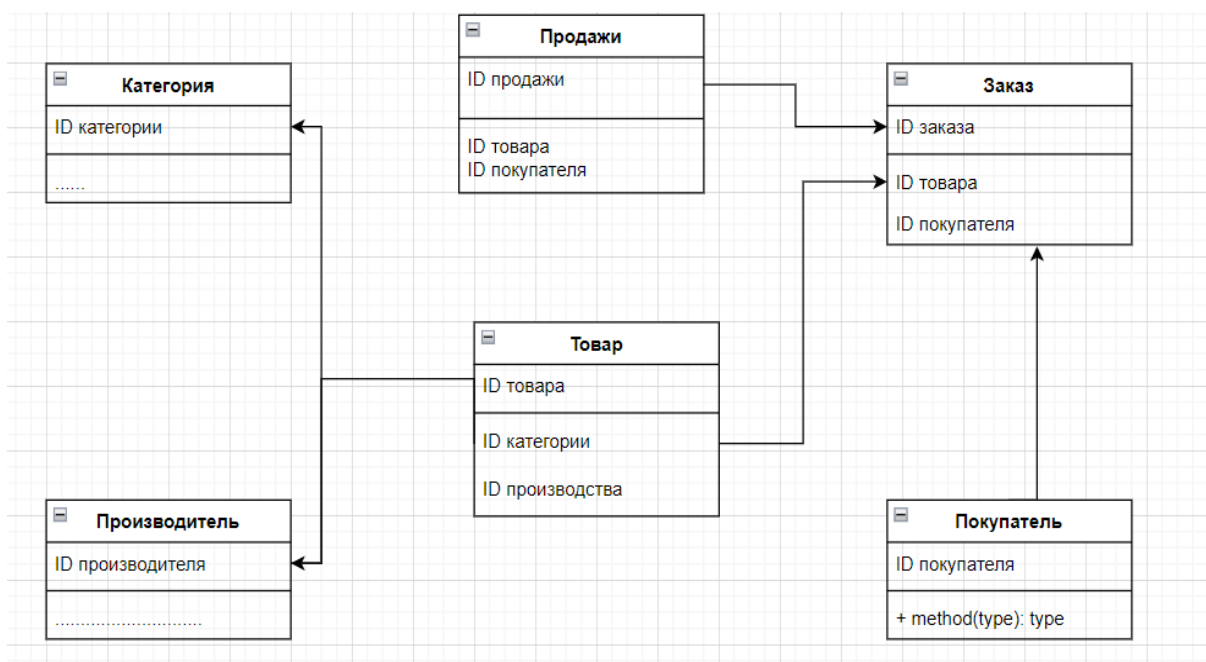 Продажи
ID продажи
ID товара
ID покупателя
Категория
ID категории
......
Заказ
ID заказа
ID товара
ID покупателя
Товар
ID товара
ID категории
ID производства
Производитель
ID производителя
.............................
Покупатель
ID покупателя
+ method(type): type